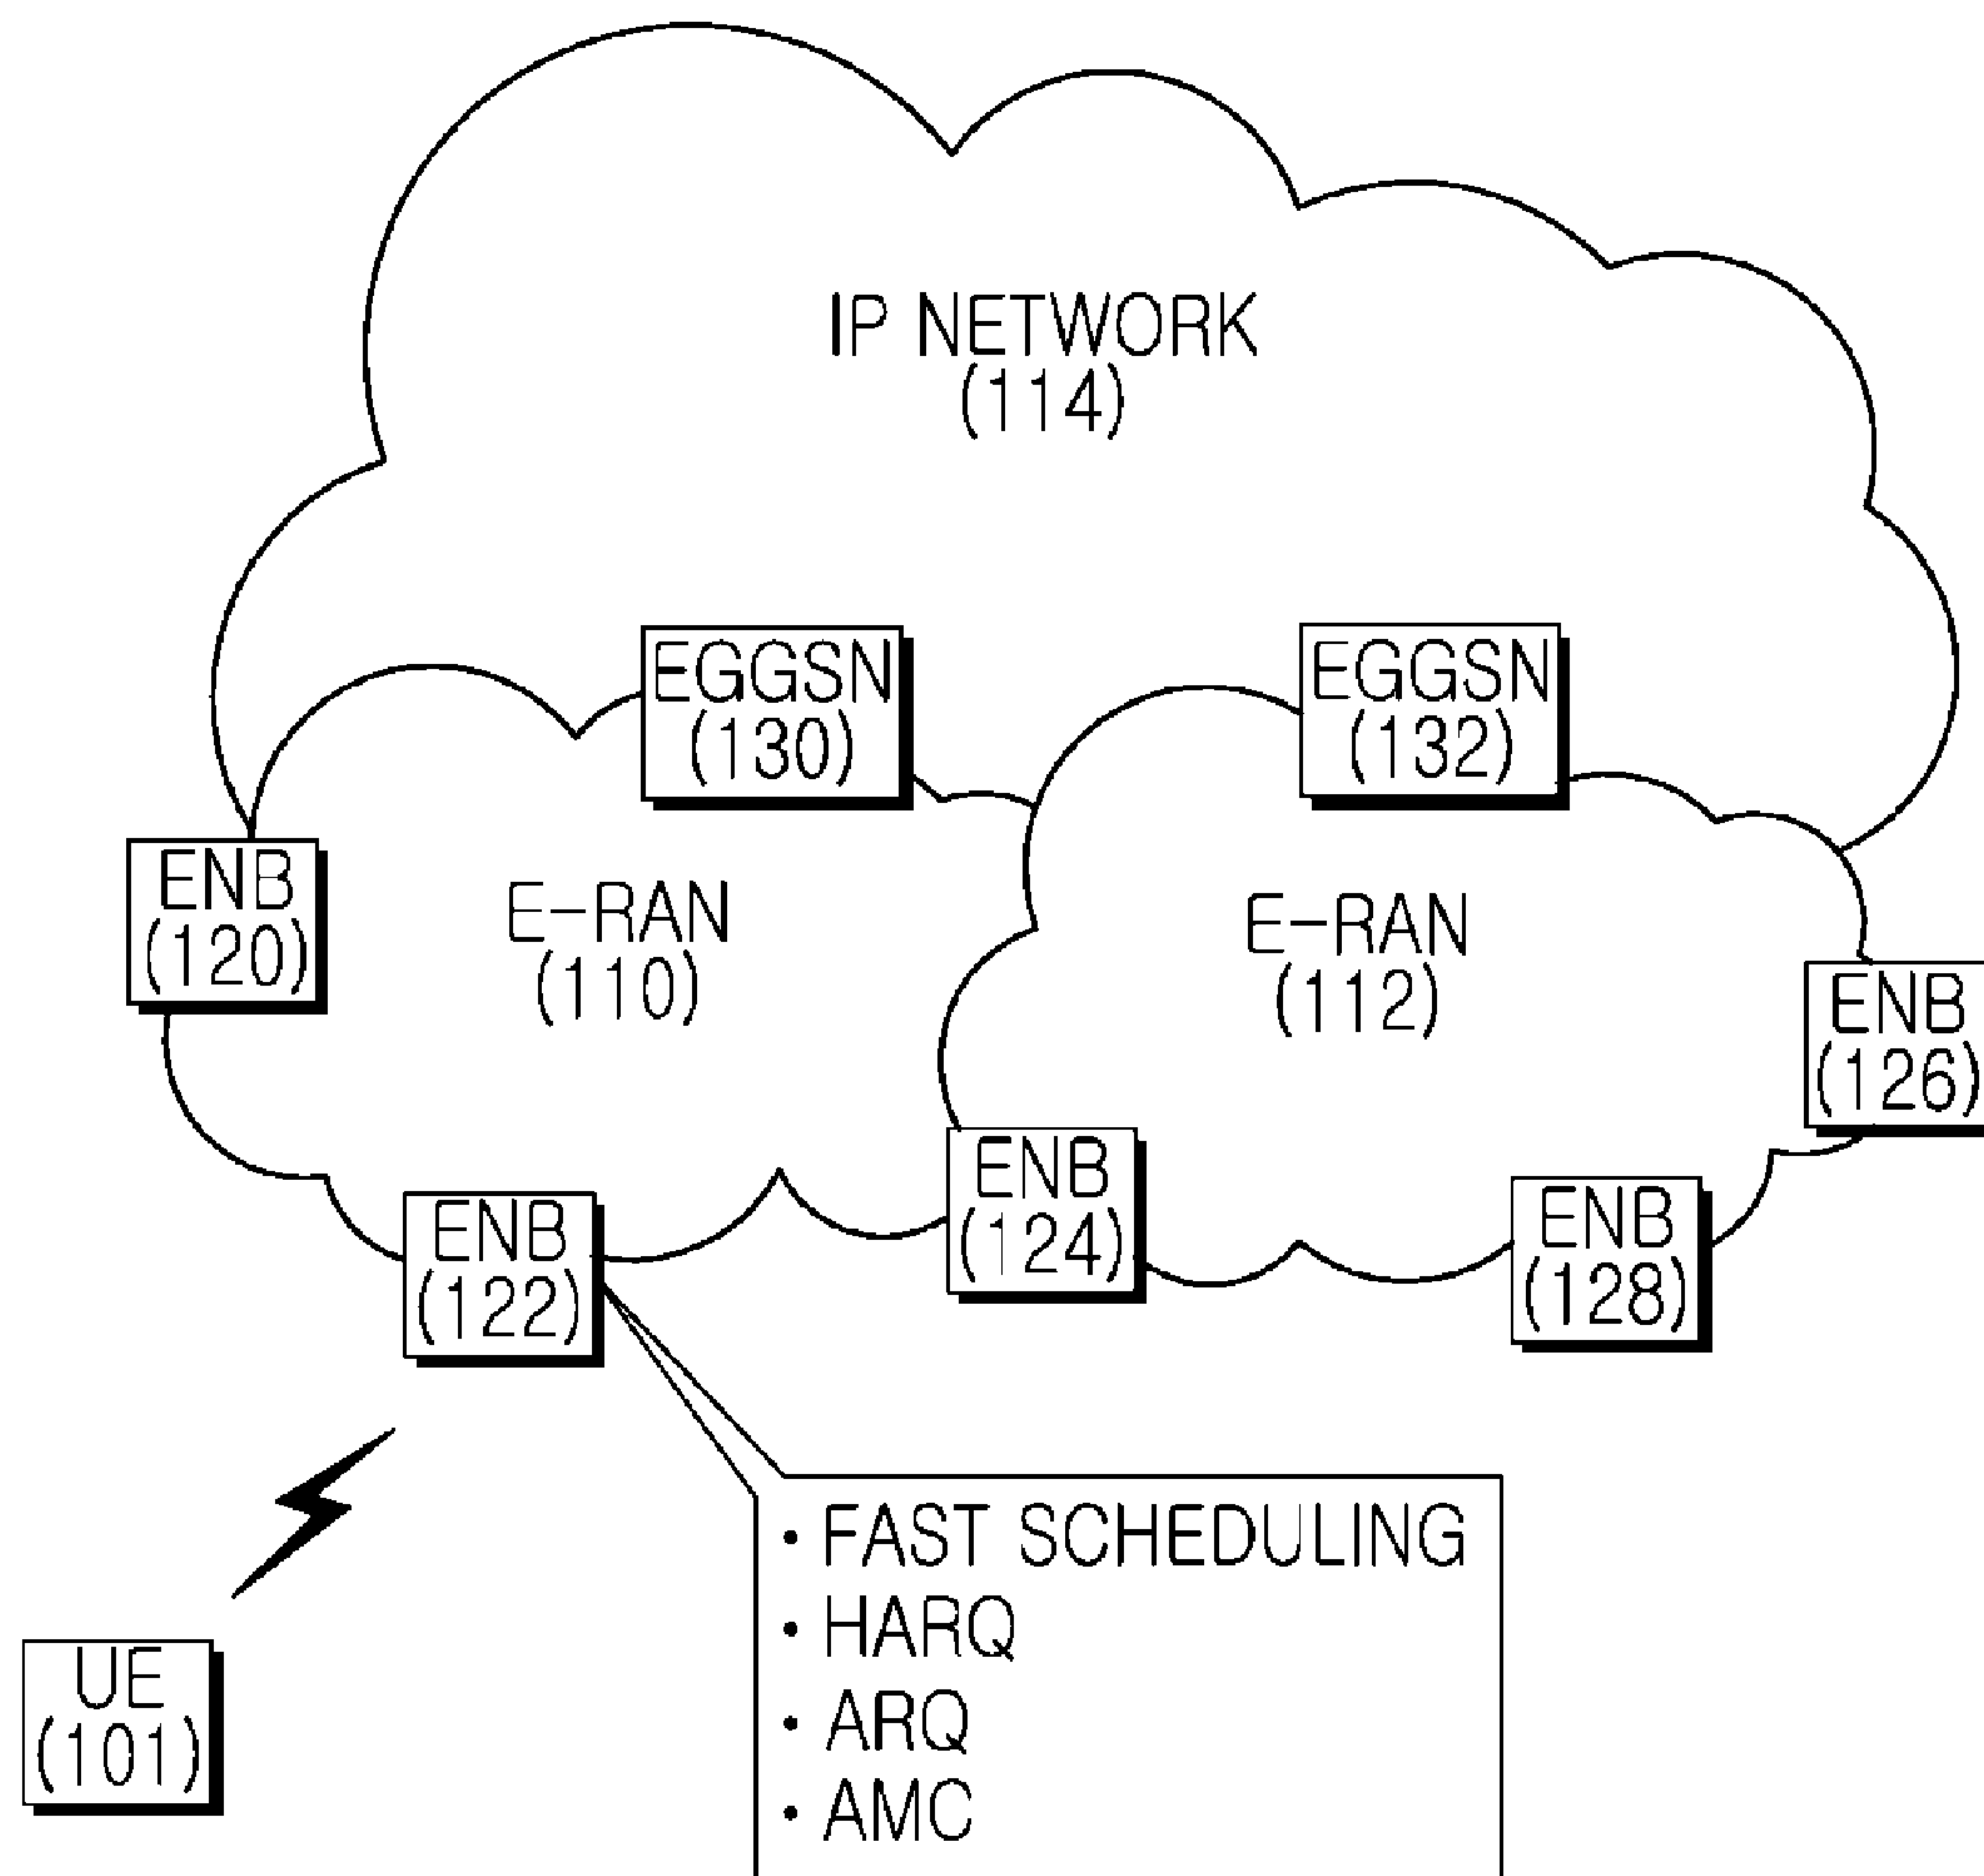 IP NETWORK
(114)
EGGSN
(130)
EGGSN
(132)
ENB
(120)
E-RAN
(110)
E-RAN
(112)
ENB
(126)
ENB
(124)
ENB
(122)
ENB
(128)
• FAST SCHEDULING
• HARQ
• ARQ
• AMC
UE
(101)